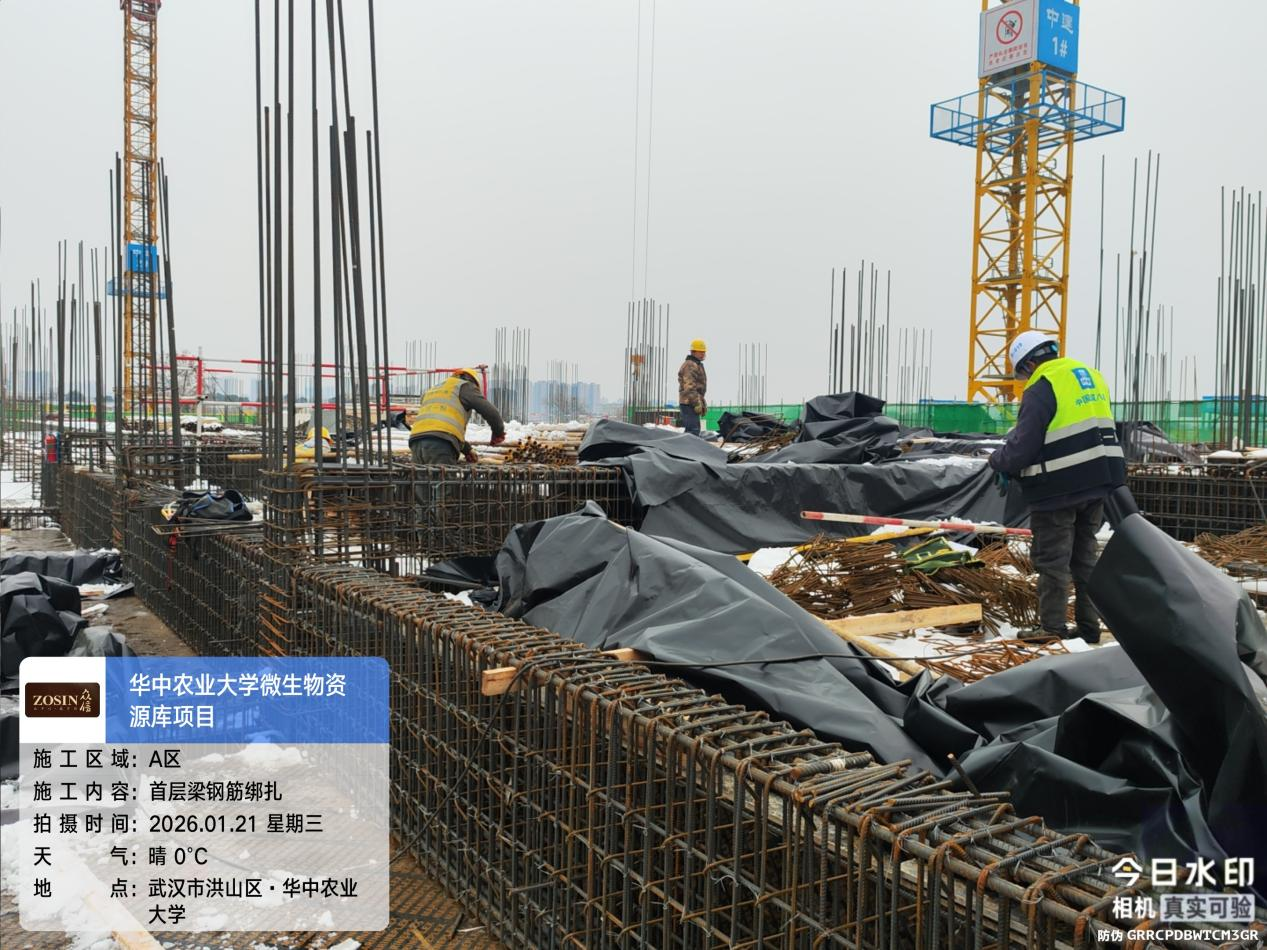 中建
1#
ZOSIN 众信
华中农业大学微生物资
源库项目
施工区域：A区
施工内容：首层梁钢筋绑扎
拍摄时间：2026.01.21 星期三
天气：晴 0℃
地点：武汉市洪山区·华中农业
大学
今日水印
相机 真实可验
防伪 GRRCPDBWTCM3GR